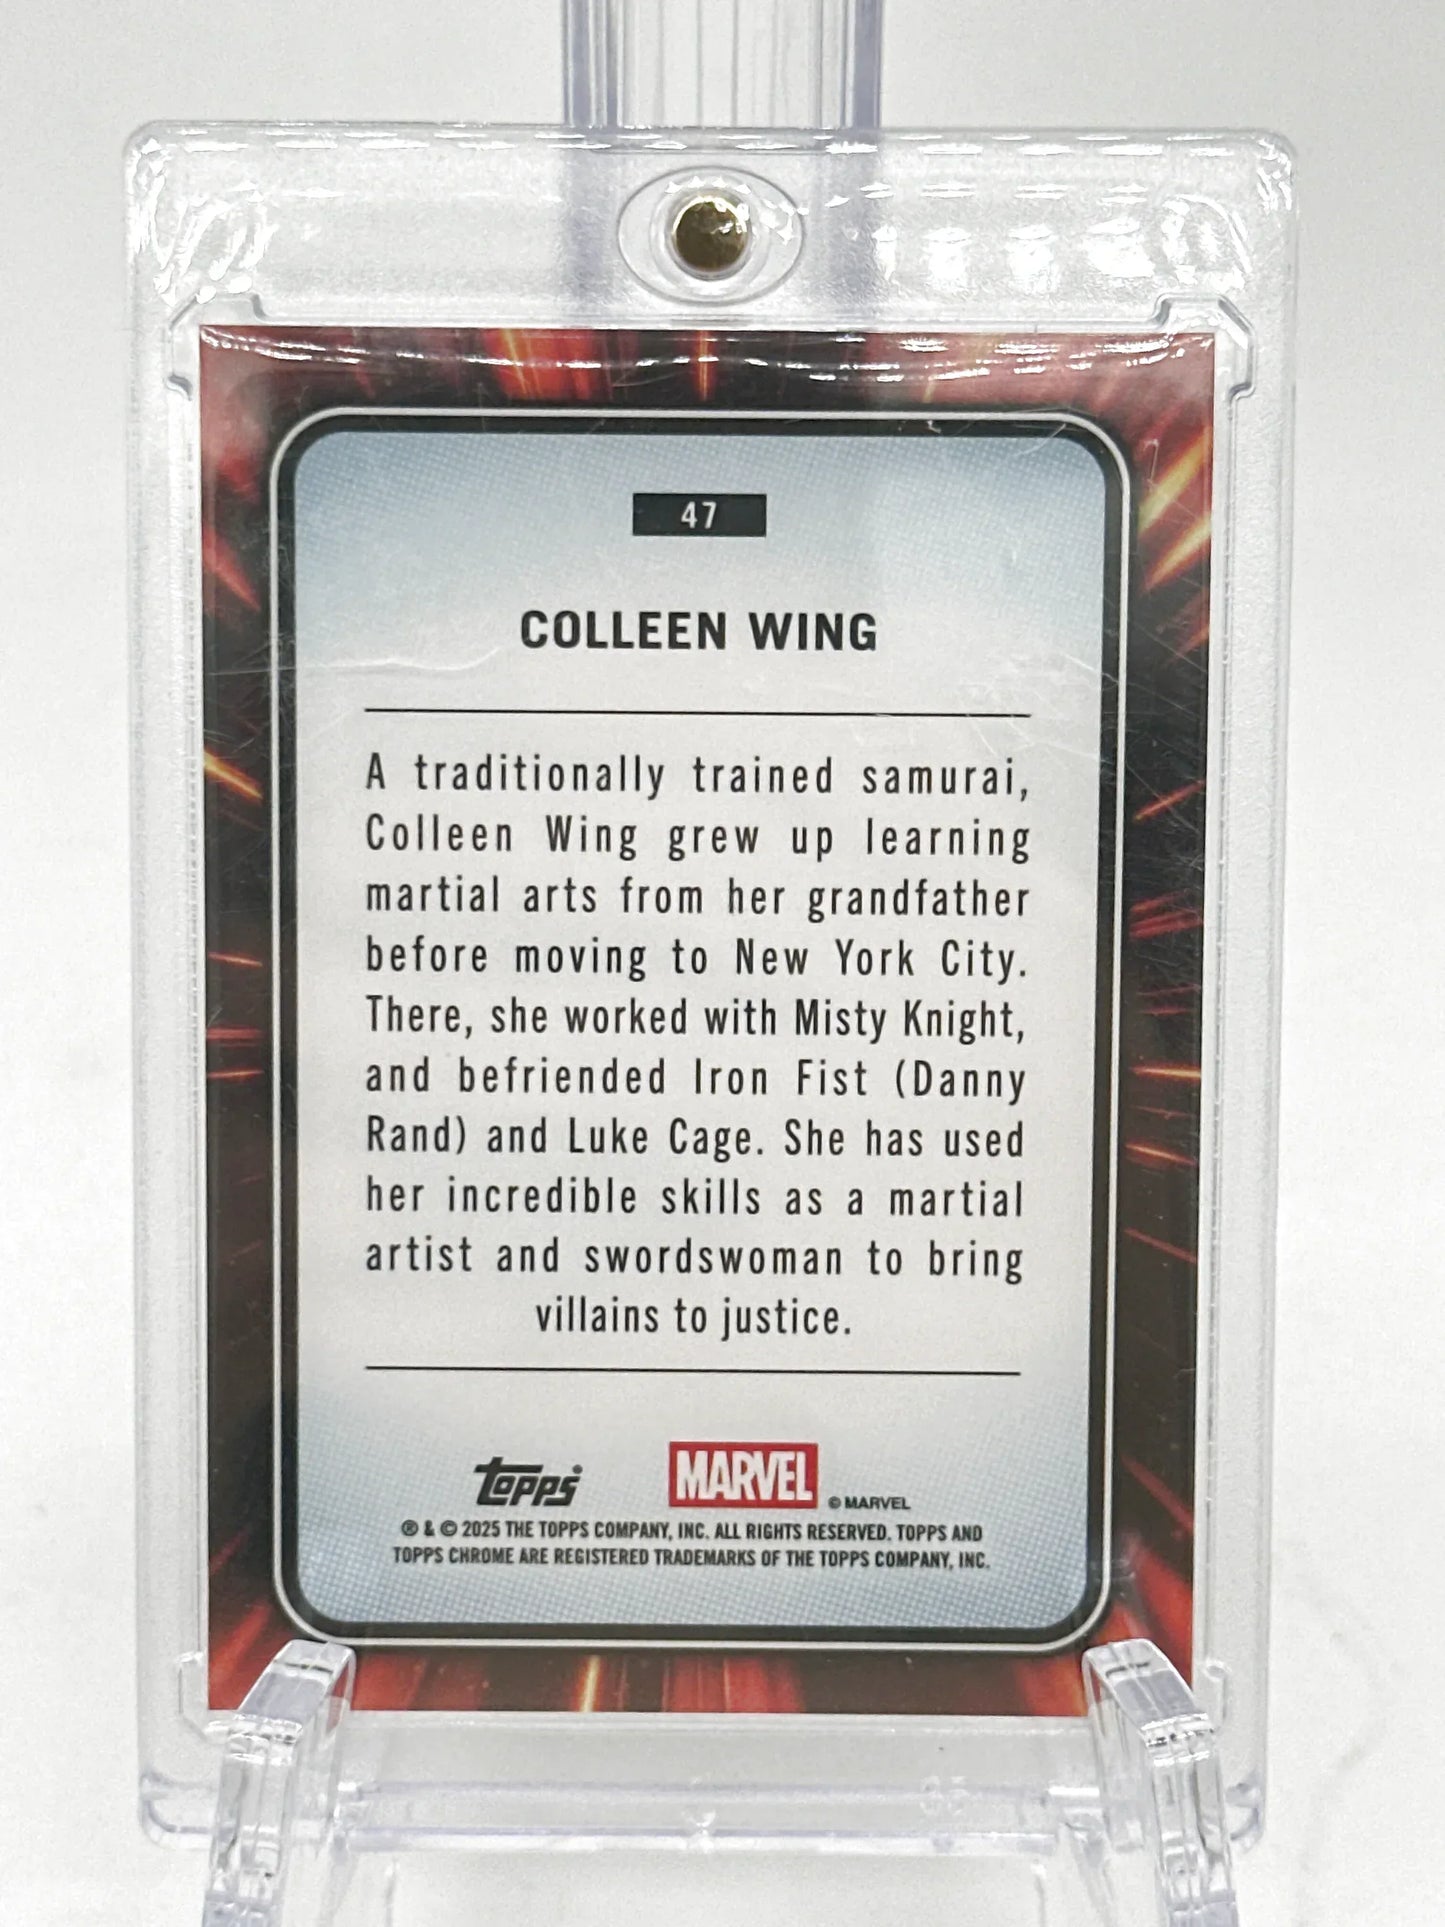 47
COLLEEN WING
A traditionally trained samurai,
Colleen Wing grew up learning
martial arts from her grandfather
before moving to New York City.
There, she worked with Misty Knight,
and befriended Iron Fist (Danny
Rand) and Luke Cage. She has used
her incredible skills as a martial
artist and swordswoman to bring
villains to justice.
topps MARVEL © MARVEL
® & © 2025 THE TOPPS COMPANY, INC. ALL RIGHTS RESERVED. TOPPS AND
TOPPS CHROME ARE REGISTERED TRADEMARKS OF THE TOPPS COMPANY, INC.